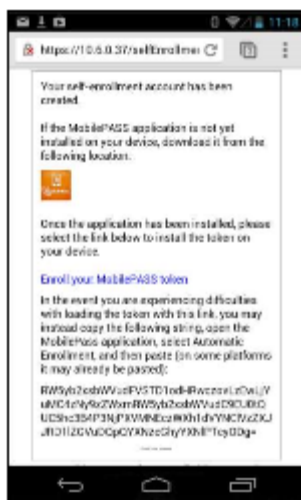 11:18
https://10.6.0.37/selfEnrollme
Your self-enrollment account has been
created.
If the MobilePASS application is not yet
installed on your device, download it from the
following location:
Once the application has been installed, please
select the link below to install the token on
your device.
Enroll your MobilePASS token
In the event you are experiencing difficulties
with loading the token with this link, you may
instead copy the following string, open the
MobilePass application, select Automatic
Enrollment, and then paste (on some platforms
it may already be pasted):